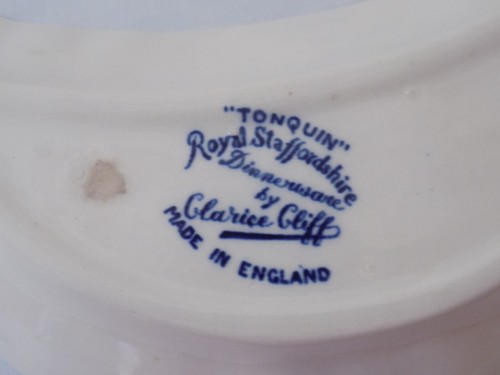 "TONQUIN"
Royal Staffordshire
Dinnerware
by
Clarice Cliff
MADE IN ENGLAND